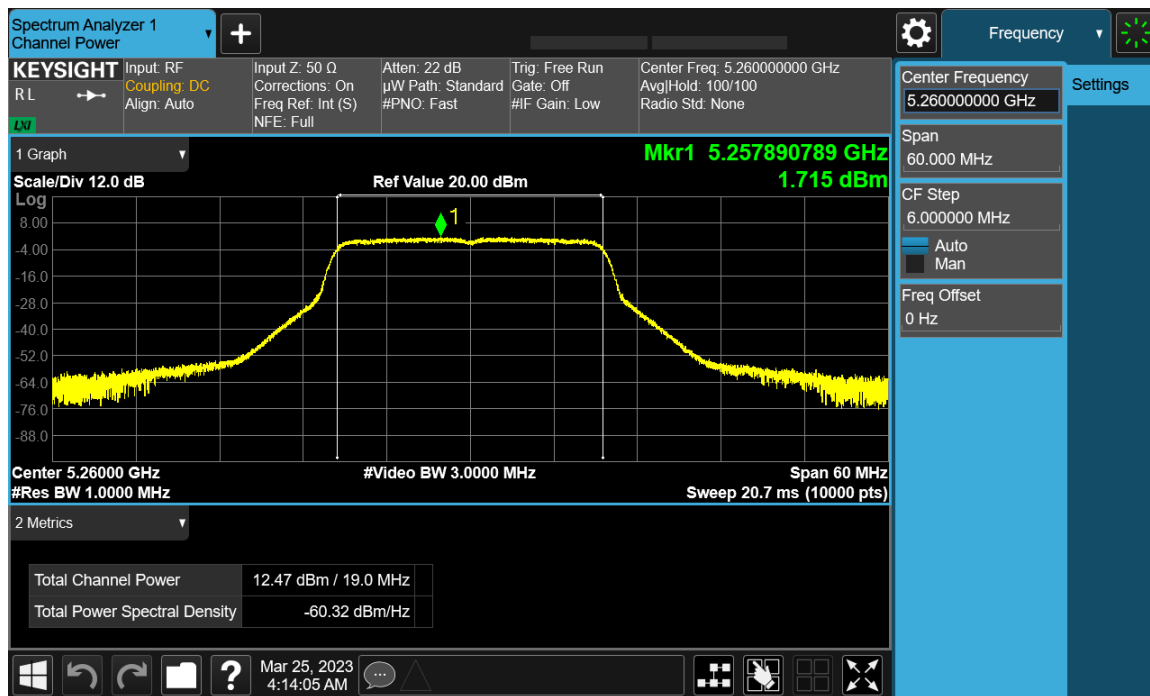 Spectrum Analyzer 1
Channel Power
+
Frequency
KEYSIGHT
R L
LXI
Input: RF
Coupling: DC
Align: Auto
Input Z: 50 Ω
Corrections: On
Freq Ref: Int (S)
NFE: Full
Atten: 22 dB
µW Path: Standard
#PNO: Fast
Trig: Free Run
Gate: Off
#IF Gain: Low
Center Freq: 5.260000000 GHz
Avg|Hold: 100/100
Radio Std: None
Center Frequency
5.260000000 GHz
Settings
Span
60.000 MHz
CF Step
6.000000 MHz
Auto
Man
Freq Offset
0 Hz
1 Graph
Mkr1 5.257890789 GHz
1.715 dBm
Scale/Div 12.0 dB
Ref Value 20.00 dBm
Log
1
8.00
-4.00
-16.0
-28.0
-40.0
-52.0
-64.0
-76.0
-88.0
Center 5.26000 GHz
#Video BW 3.0000 MHz
Span 60 MHz
#Res BW 1.0000 MHz
Sweep 20.7 ms (10000 pts)
2 Metrics
Total Channel Power 12.47 dBm / 19.0 MHz
Total Power Spectral Density -60.32 dBm/Hz
?
Mar 25, 2023
4:14:05 AM